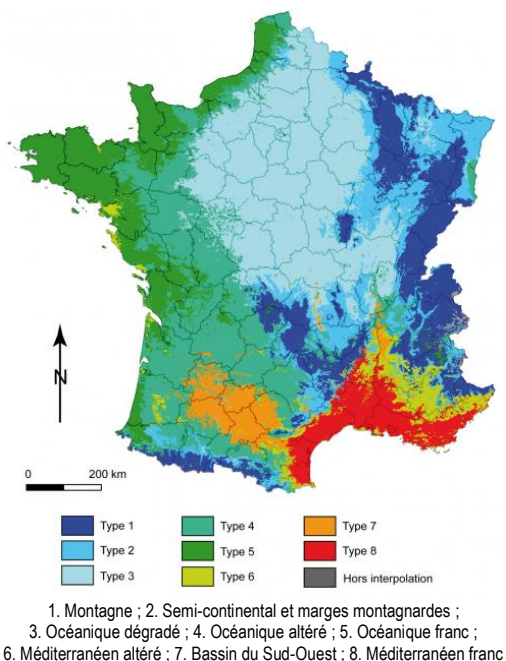 N
0 200 km
Type 1 Type 4 Type 7
Type 2 Type 5 Type 8
Type 3 Type 6 Hors interpolation
1. Montagne ; 2. Semi-continental et marges montagnardes ;
3. Océanique dégradé ; 4. Océanique altéré ; 5. Océanique franc ;
6. Méditerranéen altéré ; 7. Bassin du Sud-Ouest ; 8. Méditerranéen franc